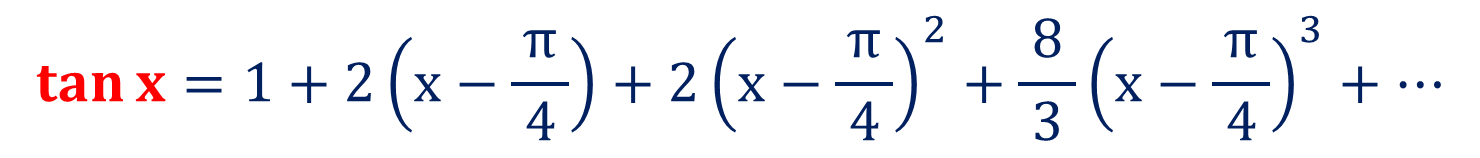 tan x = 1 + 2 (x − π/4) + 2 (x − π/4)² + 8/3 (x − π/4)³ + ⋯